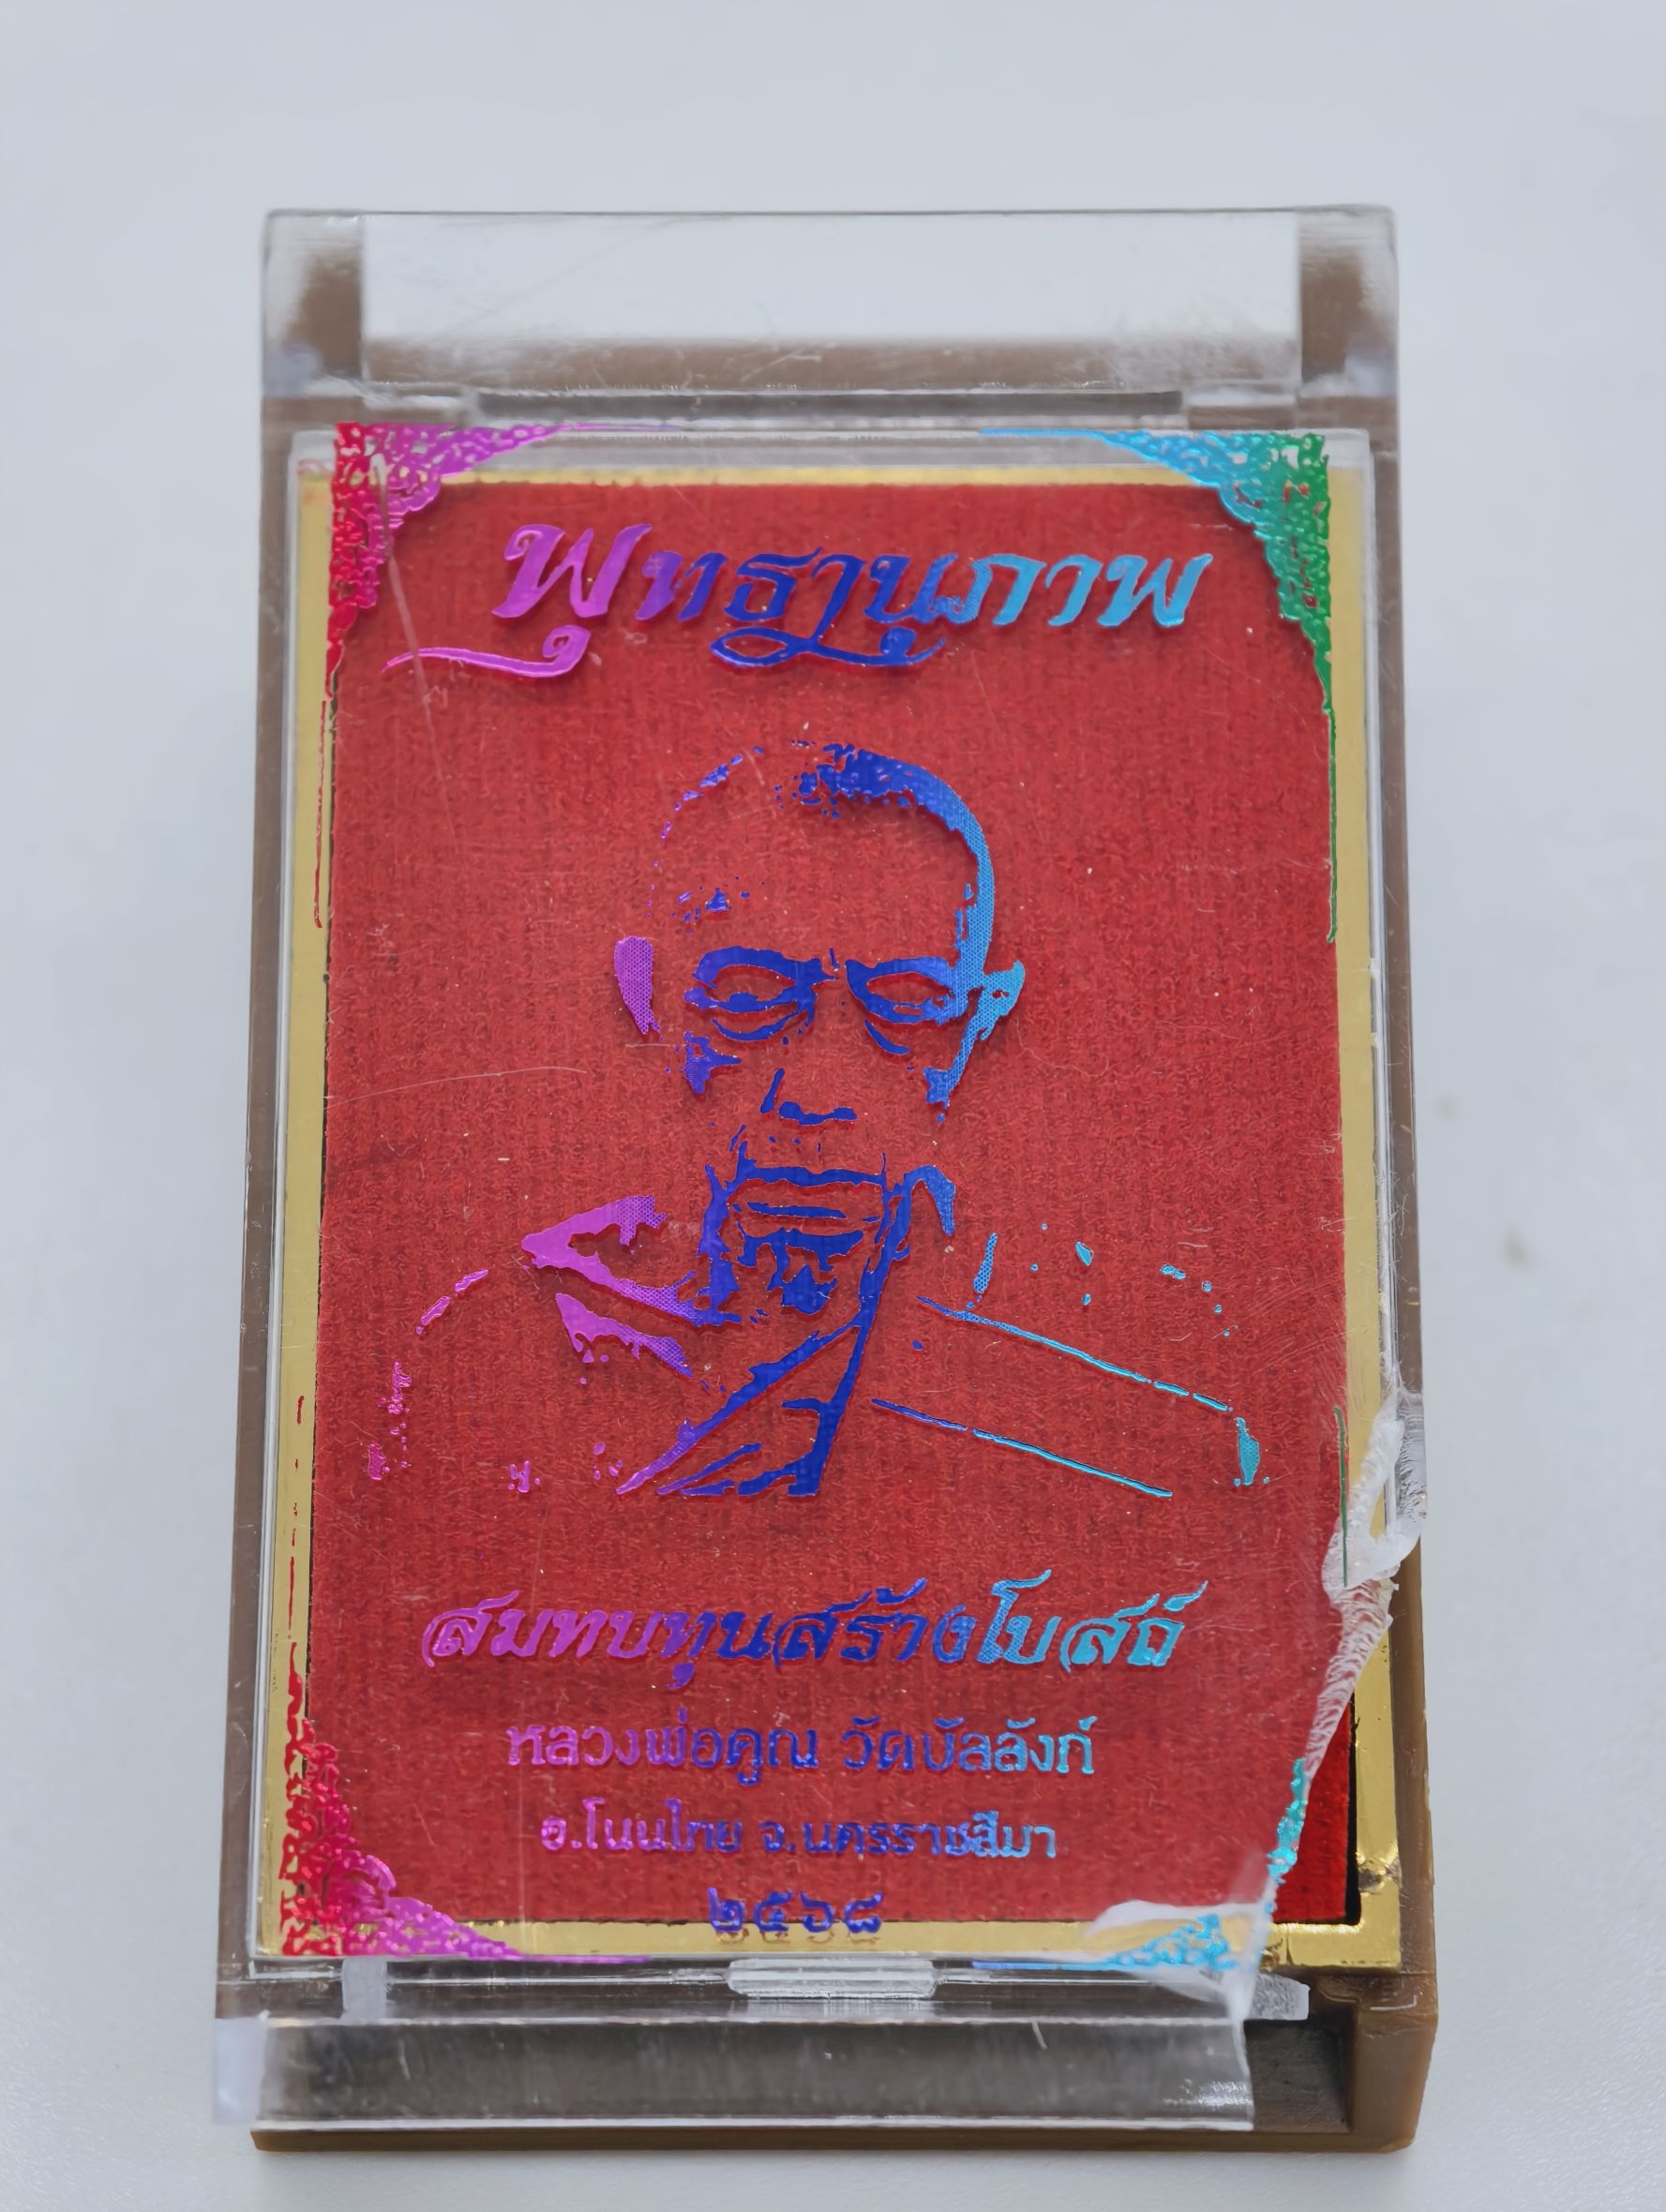 พุทธานุภาพ
สมทบทุนสร้างโบสถ์
หลวงพ่อคูณ วัดบัลลังก์
อ.โนนไทย จ.นครราชสีมา
๒๕๖๘